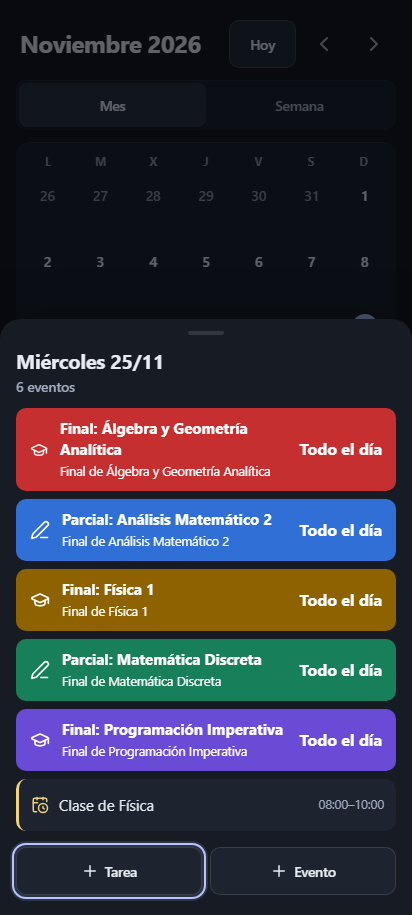 Noviembre 2026
Hoy
Mes
Semana
L M X J V S D
26 27 28 29 30 31 1
2 3 4 5 6 7 8
Miércoles 25/11
6 eventos
Final: Álgebra y Geometría
Analítica
Final de Álgebra y Geometría Analítica
Todo el día
Parcial: Análisis Matemático 2
Final de Análisis Matemático 2
Todo el día
Final: Física 1
Final de Física 1
Todo el día
Parcial: Matemática Discreta
Final de Matemática Discreta
Todo el día
Final: Programación Imperativa
Final de Programación Imperativa
Todo el día
Clase de Física
08:00–10:00
+ Tarea
+ Evento